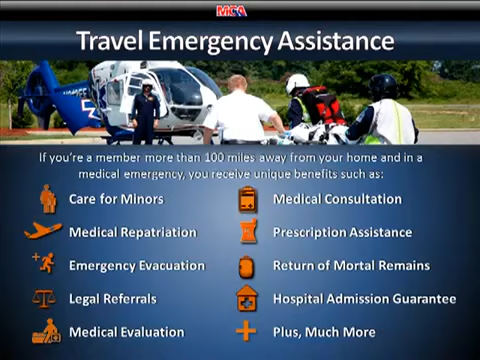 MCA
Travel Emergency Assistance
If you're a member more than 100 miles away from your home and in a
medical emergency, you receive unique benefits such as:
Care for Minors
Medical Repatriation
Emergency Evacuation
Legal Referrals
Medical Evaluation
Medical Consultation
Prescription Assistance
Return of Mortal Remains
Hospital Admission Guarantee
Plus, Much More